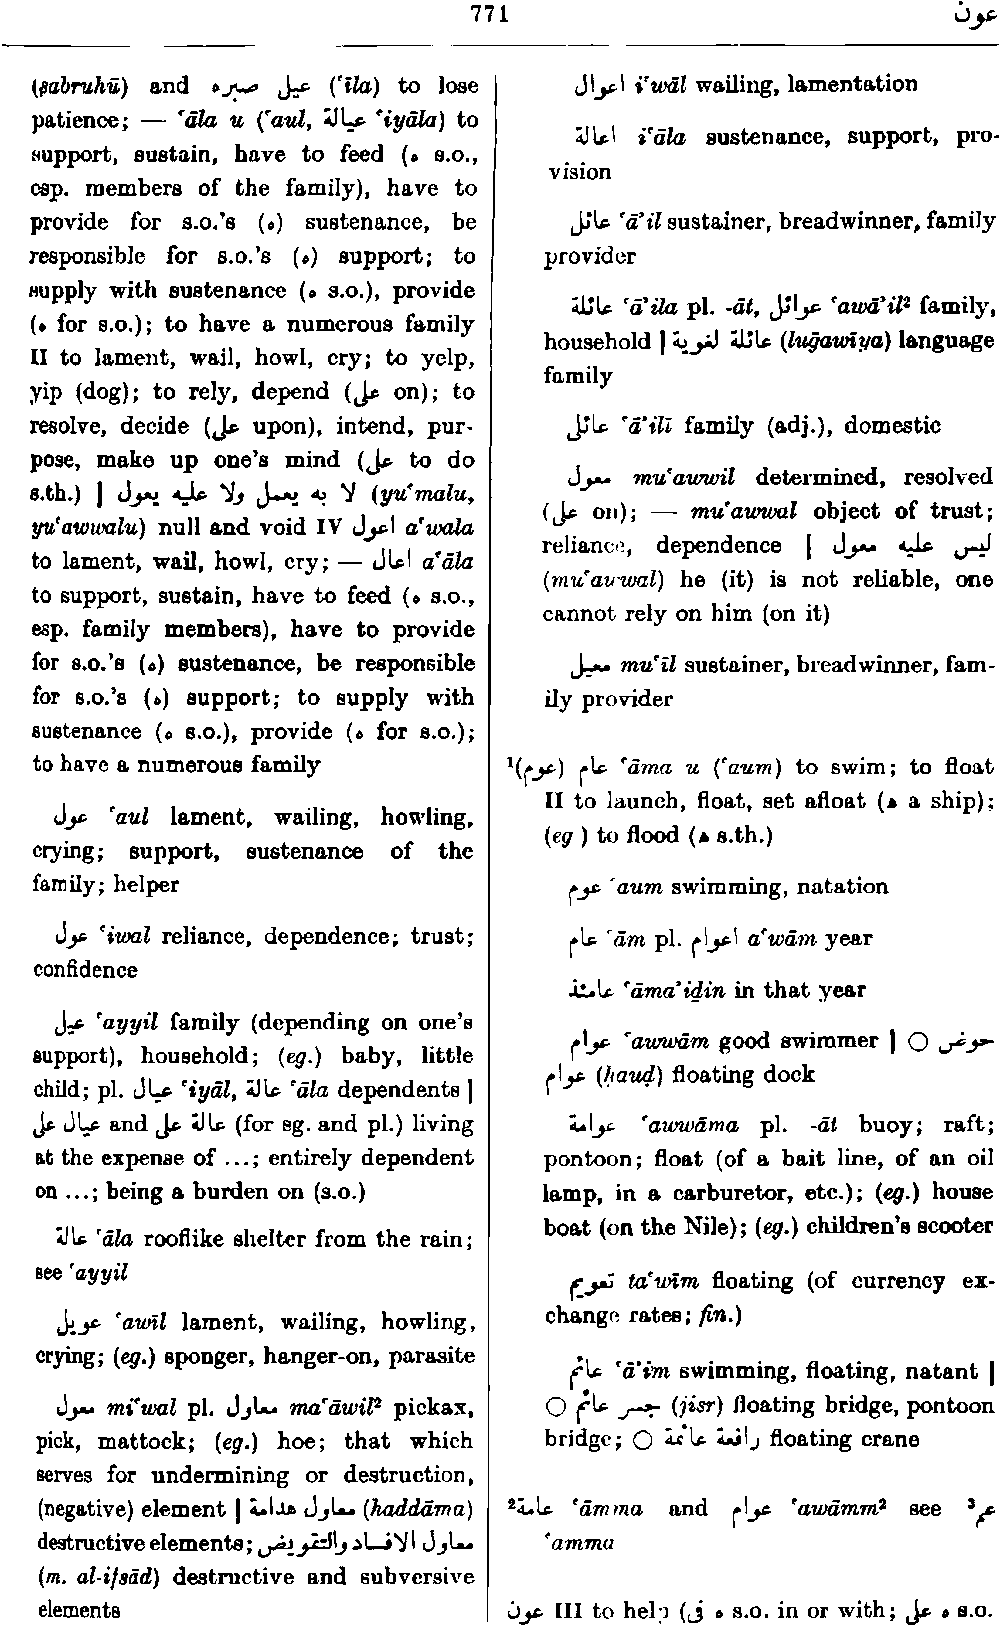 771
عون
(ṣabruhū) and عيل صبره (ʿīla) to lose
patience; — ʿāla u (ʿaul, عيالة ʿiyāla) to
support, sustain, have to feed (ه s.o.,
esp. members of the family), have to
provide for s.o.'s (ه) sustenance, be
responsible for s.o.'s (ه) support; to
supply with sustenance (ه s.o.), provide
(ه for s.o.); to have a numerous family
II to lament, wail, howl, cry; to yelp,
yip (dog); to rely, depend (على on); to
resolve, decide (على upon), intend, pur-
pose, make up one's mind (على to do
s.th.) | لا به يعمل ولا عليه يعول (yuʿmalu,
yuʿawwalu) null and void IV اعول aʿwala
to lament, wail, howl, cry; — اعال aʿāla
to support, sustain, have to feed (ه s.o.,
esp. family members), have to provide
for s.o.'s (ه) sustenance, be responsible
for s.o.'s (ه) support; to supply with
sustenance (ه s.o.), provide (ه for s.o.);
to have a numerous family
عول ʿaul lament, wailing, howling,
crying; support, sustenance of the
family; helper
عول ʿiwal reliance, dependence; trust;
confidence
عيل ʿayyil family (depending on one's
support), household; (eg.) baby, little
child; pl. عيال ʿiyāl, عالة ʿāla dependents |
عيال على and عالة على (for sg. and pl.) living
at the expense of ...; entirely dependent
on ...; being a burden on (s.o.)
عالة ʿāla rooflike shelter from the rain;
see ʿayyil
عويل ʿawīl lament, wailing, howling,
crying; (eg.) sponger, hanger-on, parasite
معول miʿwal pl. معاول maʿāwil² pickax,
pick, mattock; (eg.) hoe; that which
serves for undermining or destruction,
(negative) element | معاول هدامة (haddāma)
destructive elements; معاول الافساد والتقويض
(m. al-ifsād) destructive and subversive
elements
اعوال iʿwāl wailing, lamentation
اعالة iʿāla sustenance, support, pro-
vision
عائل ʿāʾil sustainer, breadwinner, family
provider
عائلة ʿāʾila pl. -āt, عوائل ʿawāʾil² family,
household | عائلة لغوية (luḡawīya) language
family
عائلي ʿāʾilī family (adj.), domestic
معول muʿawwil determined, resolved
(على on); — muʿawwal object of trust;
reliance, dependence | ليس عليه معول
(muʿawwal) he (it) is not reliable, one
cannot rely on him (on it)
معيل muʿīl sustainer, breadwinner, fam-
ily provider
¹(عوم) عام ʿāma u (ʿaum) to swim; to float
II to launch, float, set afloat (ه a ship);
(eg ) to flood (ه s.th.)
عوم ʿaum swimming, natation
عام ʿām pl. اعوام aʿwām year
عامئذ ʿāmaʾiḏin in that year
عوام ʿawwām good swimmer | ○ حوض
عوام (ḥauḍ) floating dock
عوامة ʿawwāma pl. -āt buoy; raft;
pontoon; float (of a bait line, of an oil
lamp, in a carburetor, etc.); (eg.) house
boat (on the Nile); (eg.) children's scooter
تعويم taʿwīm floating (of currency ex-
change rates; fin.)
عائم ʿāʾim swimming, floating, natant |
○ جسر عائم (jisr) floating bridge, pontoon
bridge; ○ رافعة عائمة floating crane
²عامة ʿāmma and عوام ʿawāmm² see ³عم
ʿamma
عون III to help (ه فى s.o. in or with; ه على s.o.